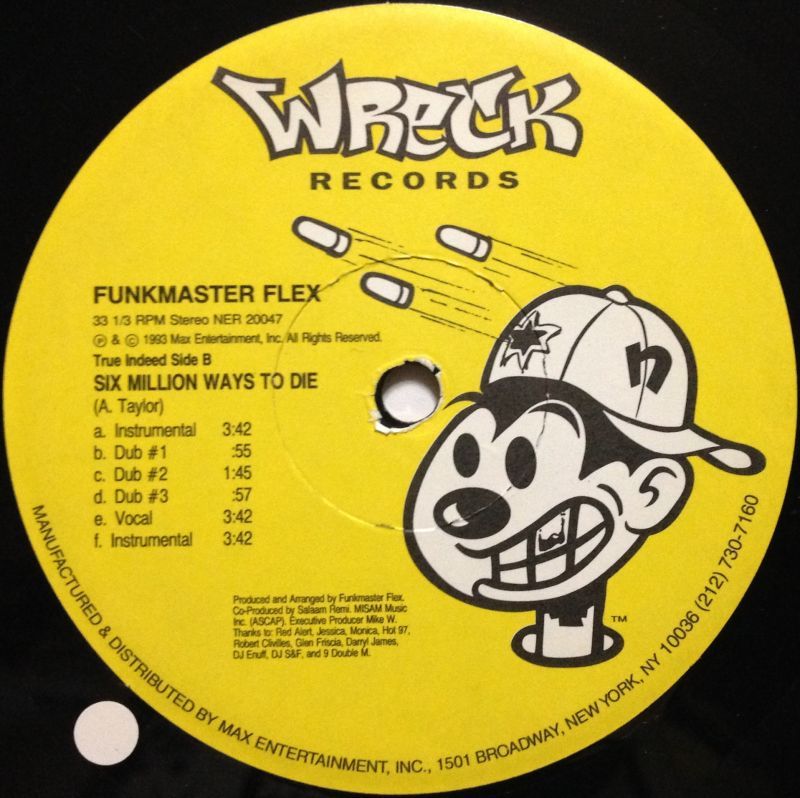 WRECK
RECORDS
FUNKMASTER FLEX
33 1/3 RPM Stereo NER 20047
℗ & © 1993 Max Entertainment, Inc. All Rights Reserved.
True Indeed Side B
SIX MILLION WAYS TO DIE
(A. Taylor)
a. Instrumental 3:42
b. Dub #1 :55
c. Dub #2 1:45
d. Dub #3 :57
e. Vocal 3:42
f. Instrumental 3:42
n
Produced and Arranged by Funkmaster Flex.
Co-Produced by Salaam Remi. MISAM Music
Inc. (ASCAP). Executive Producer Mike W.
Thanks to: Red Alert, Jessica, Monica, Hot 97,
Robert Clivilles, Glen Friscia, Darryl James,
DJ Enuff, DJ S&F, and 9 Double M.
TM
MANUFACTURED & DISTRIBUTED BY MAX ENTERTAINMENT, INC., 1501 BROADWAY, NEW YORK, NY 10036 (212) 730-7160